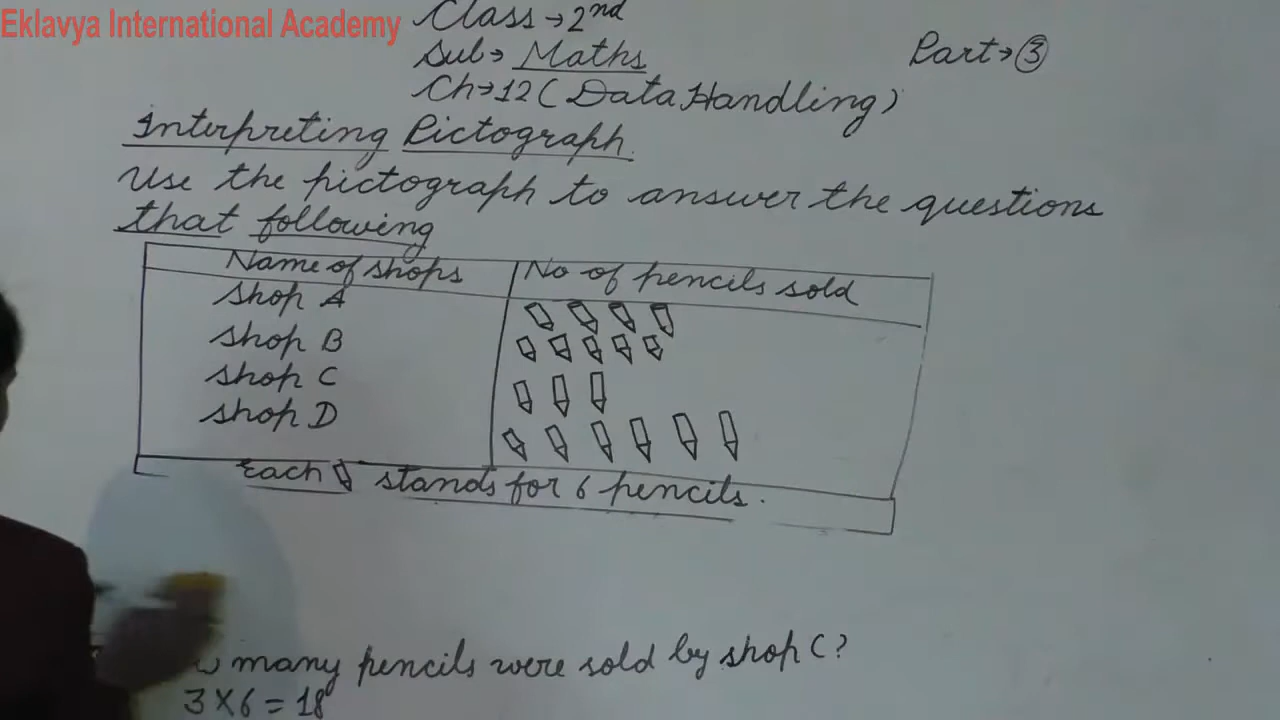 Eklavya International Academy
Class → 2nd
Sub → Maths
Part → 3
Ch → 12 ( Data Handling )
Interpreting Pictograph.
Use the pictograph to answer the questions
that following
Name of shops No of pencils sold
Shop A
Shop B
Shop C
Shop D
Each stands for 6 pencils.
many pencils were sold by shop C?
3 X 6 = 18